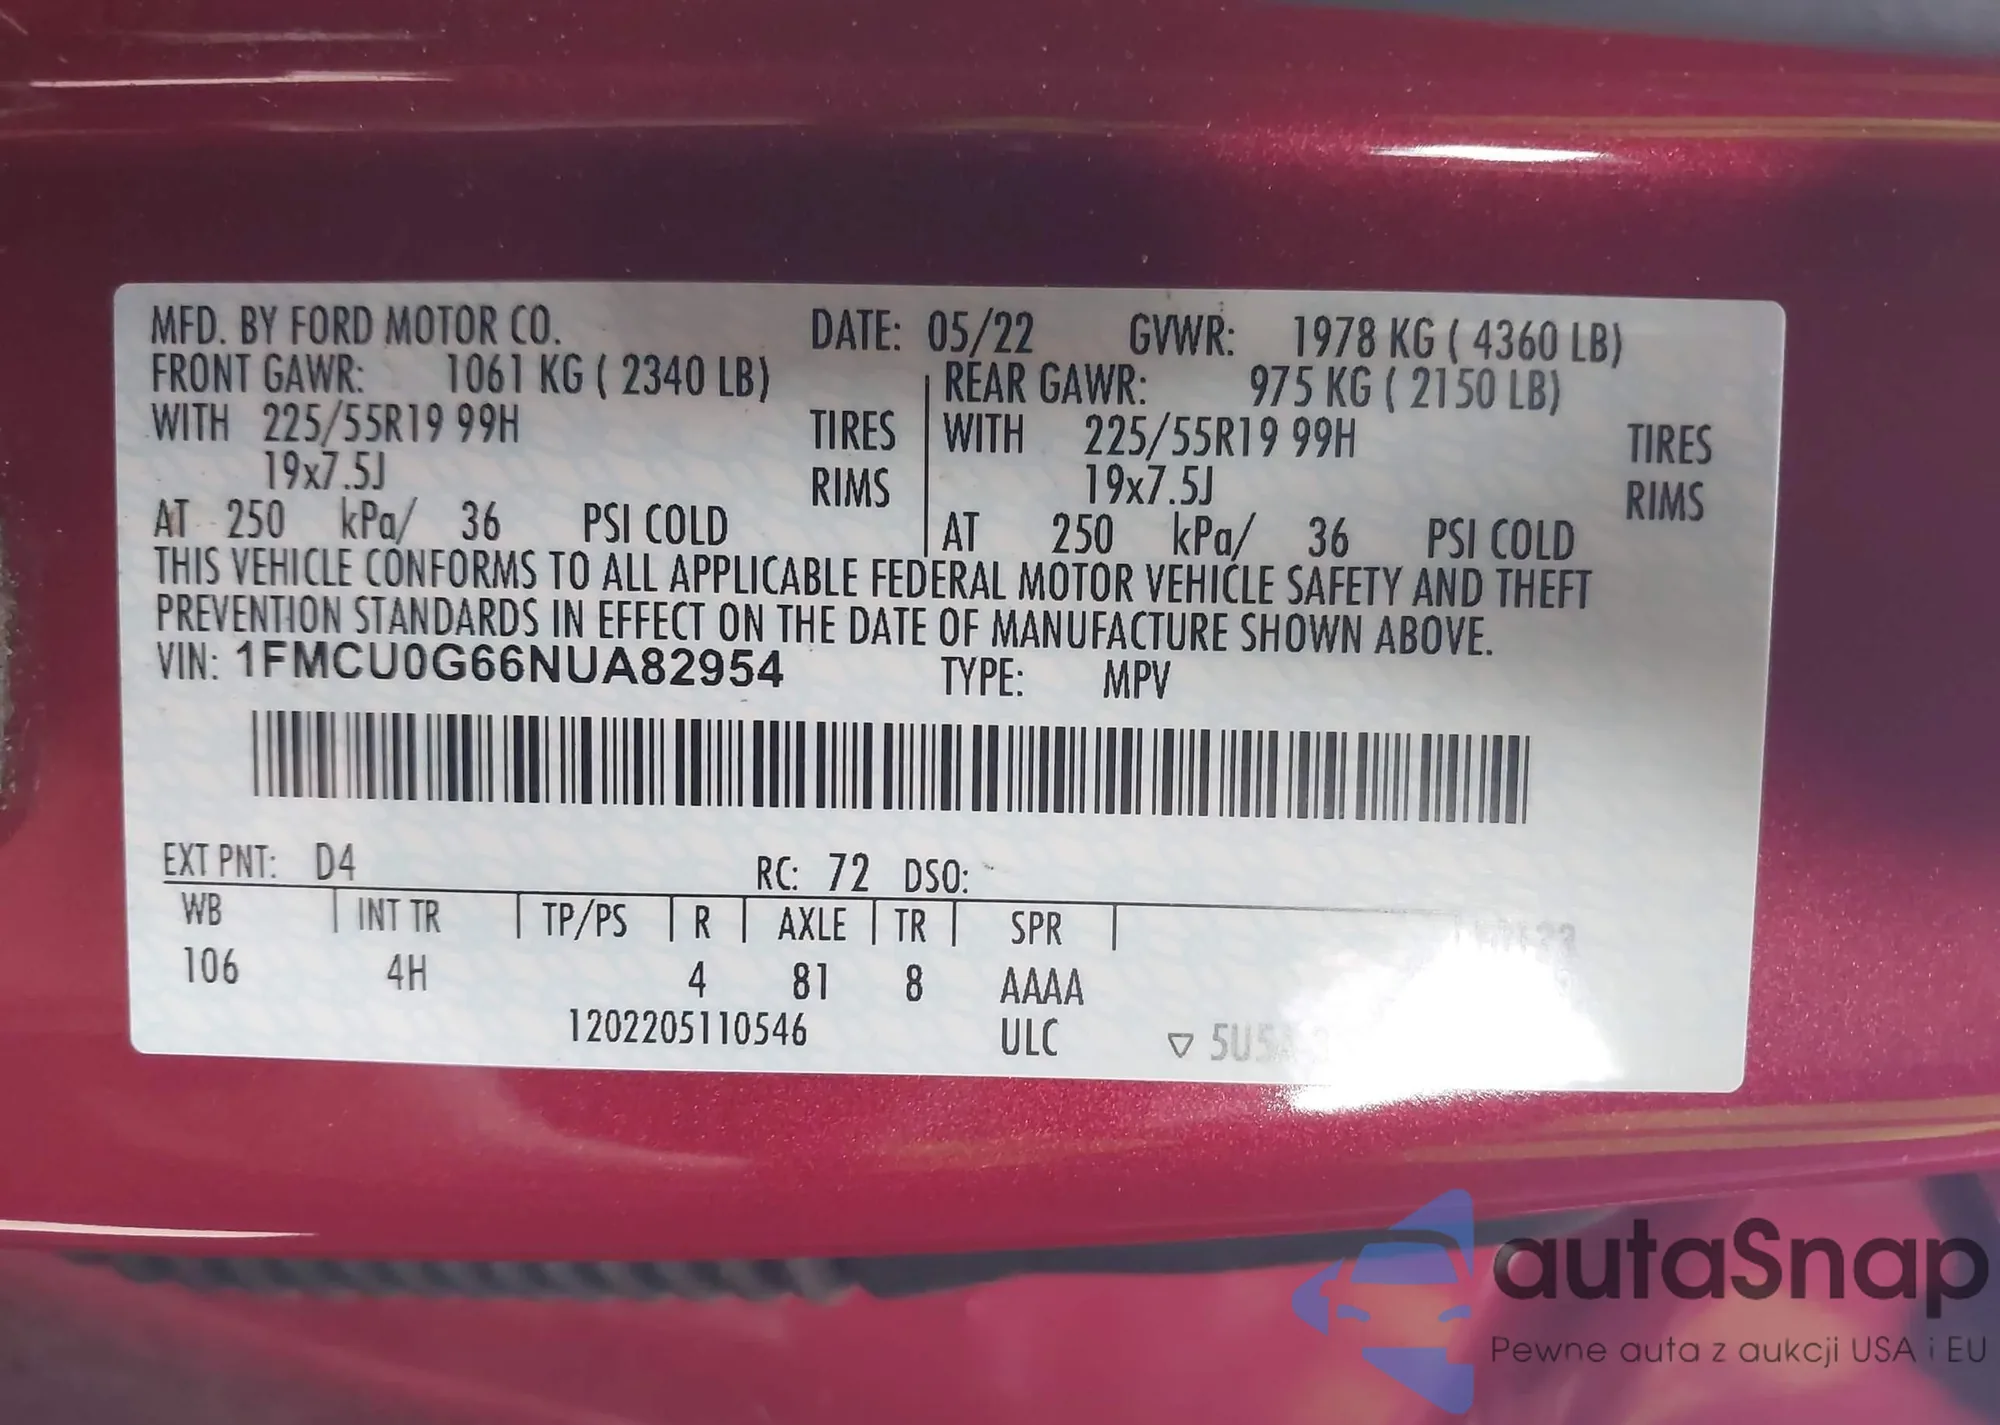 MFD. BY FORD MOTOR CO. DATE: 05/22 GVWR: 1978 KG ( 4360 LB)
FRONT GAWR: 1061 KG ( 2340 LB) REAR GAWR: 975 KG ( 2150 LB)
WITH 225/55R19 99H TIRES WITH 225/55R19 99H TIRES
19x7.5J RIMS 19x7.5J RIMS
AT 250 kPa/ 36 PSI COLD AT 250 kPa/ 36 PSI COLD
THIS VEHICLE CONFORMS TO ALL APPLICABLE FEDERAL MOTOR VEHICLE SAFETY AND THEFT
PREVENTION STANDARDS IN EFFECT ON THE DATE OF MANUFACTURE SHOWN ABOVE.
VIN: 1FMCU0G66NUA82954 TYPE: MPV
EXT PNT: D4 RC: 72 DSO:
WB INT TR TP/PS R AXLE TR SPR
106 4H 4 81 8 AAAA
1202205110546 ULC
autaSnap
Pewne auta z aukcji USA i EU